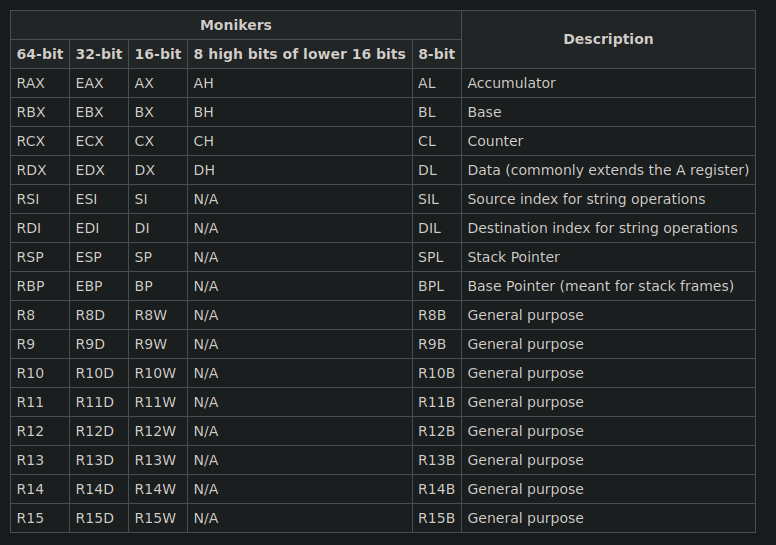 Monikers Description
64-bit 32-bit 16-bit 8 high bits of lower 16 bits 8-bit
RAX EAX AX AH AL Accumulator
RBX EBX BX BH BL Base
RCX ECX CX CH CL Counter
RDX EDX DX DH DL Data (commonly extends the A register)
RSI ESI SI N/A SIL Source index for string operations
RDI EDI DI N/A DIL Destination index for string operations
RSP ESP SP N/A SPL Stack Pointer
RBP EBP BP N/A BPL Base Pointer (meant for stack frames)
R8 R8D R8W N/A R8B General purpose
R9 R9D R9W N/A R9B General purpose
R10 R10D R10W N/A R10B General purpose
R11 R11D R11W N/A R11B General purpose
R12 R12D R12W N/A R12B General purpose
R13 R13D R13W N/A R13B General purpose
R14 R14D R14W N/A R14B General purpose
R15 R15D R15W N/A R15B General purpose